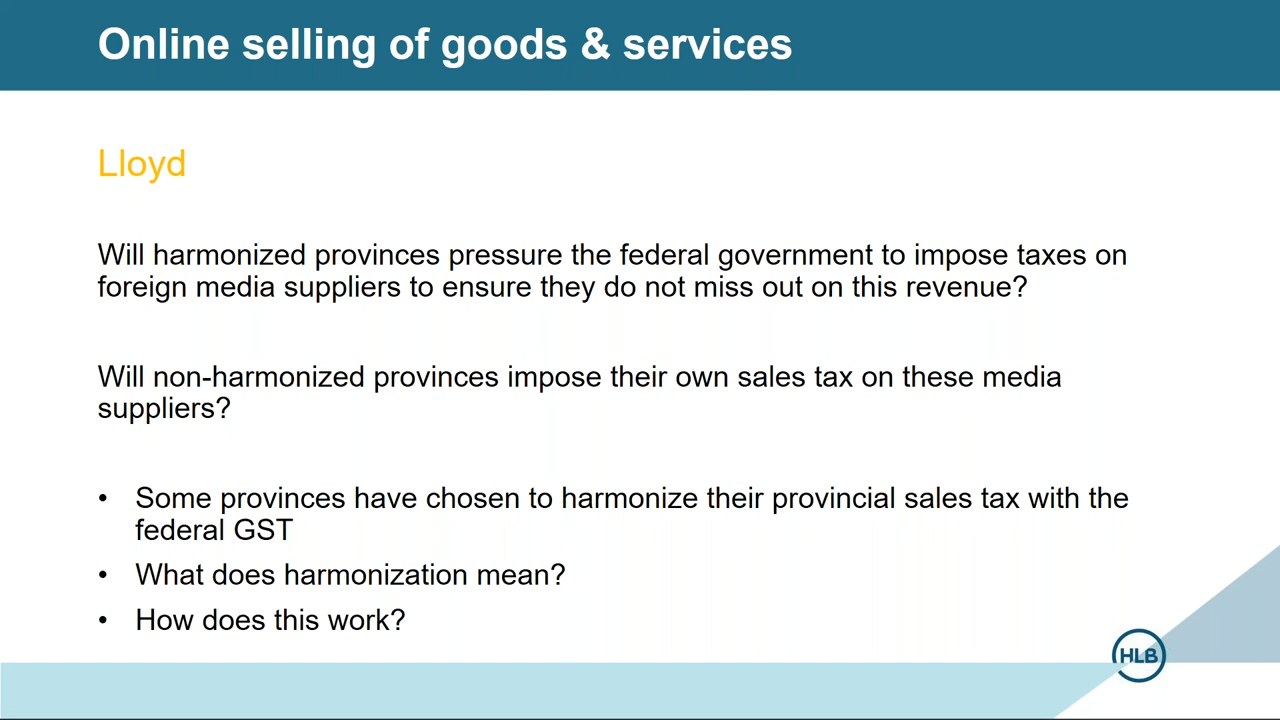 Online selling of goods & services
Lloyd
Will harmonized provinces pressure the federal government to impose taxes on
foreign media suppliers to ensure they do not miss out on this revenue?
Will non-harmonized provinces impose their own sales tax on these media
suppliers?
• Some provinces have chosen to harmonize their provincial sales tax with the
federal GST
• What does harmonization mean?
• How does this work?
HLB